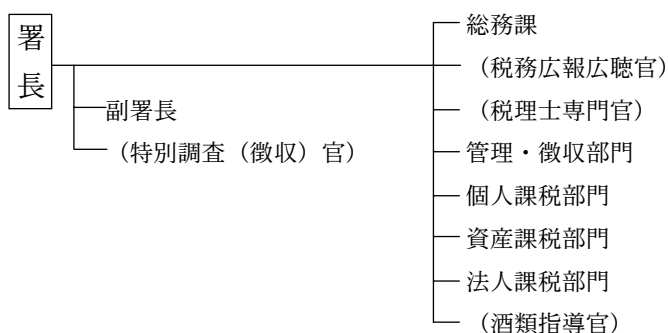 署長
副署長
（特別調査（徴収）官）
総務課
（税務広報広聴官）
（税理士専門官）
管理・徴収部門
個人課税部門
資産課税部門
法人課税部門
（酒類指導官）